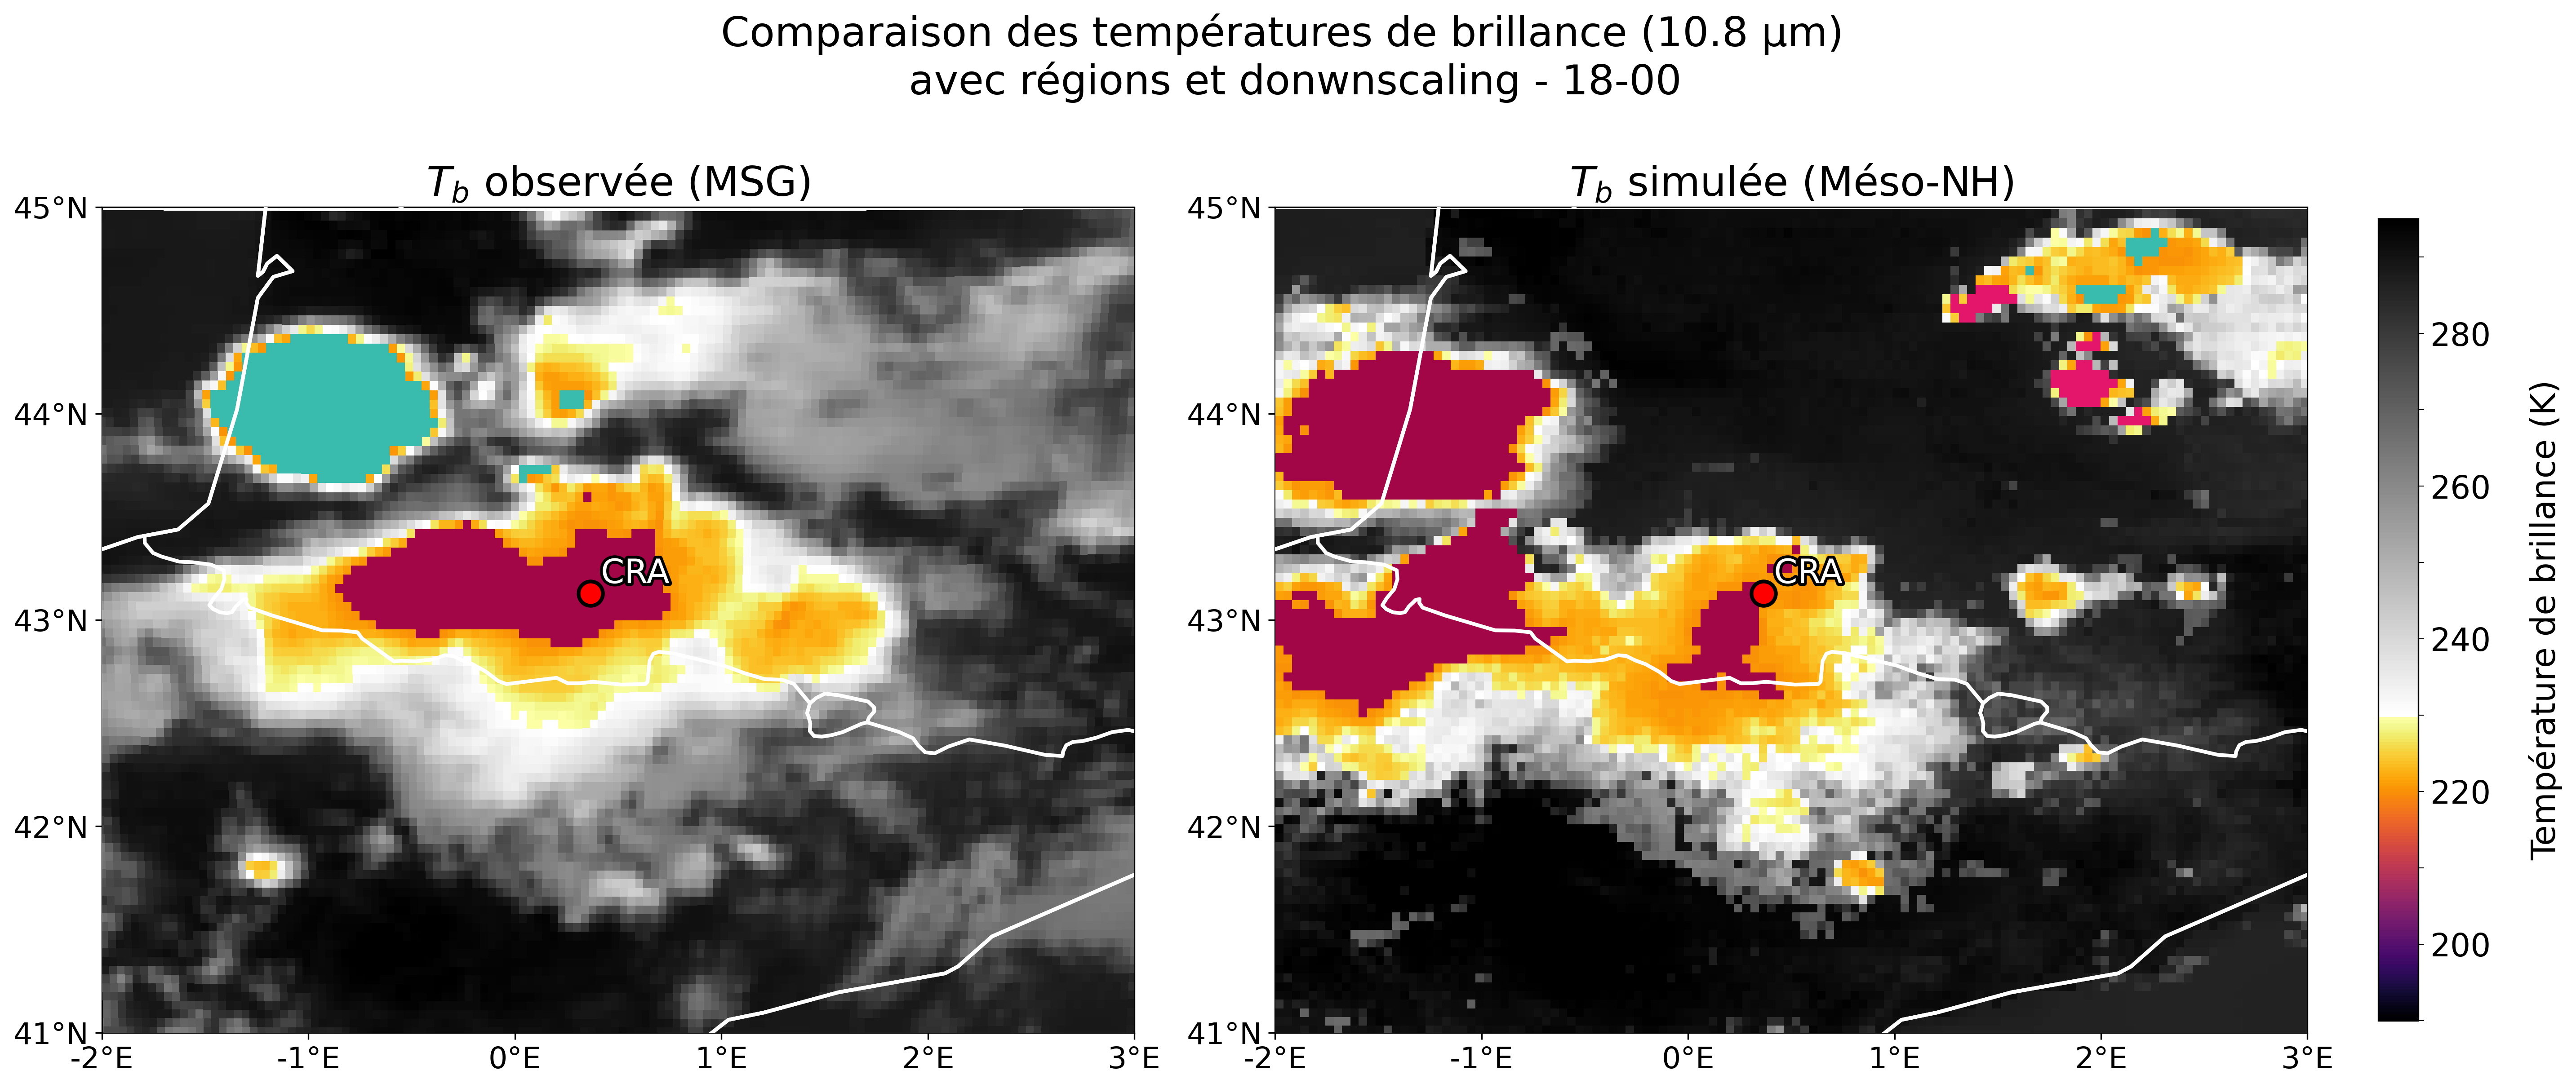 Comparaison des températures de brillance (10.8 µm)
avec régions et donwnscaling - 18-00
T_b observée (MSG)
T_b simulée (Méso-NH)
45°N
44°N
43°N
42°N
41°N
-2°E
-1°E
0°E
1°E
2°E
3°E
CRA
45°N
44°N
43°N
42°N
41°N
-2°E
-1°E
0°E
1°E
2°E
3°E
CRA
280
260
240
220
200
Température de brillance (K)